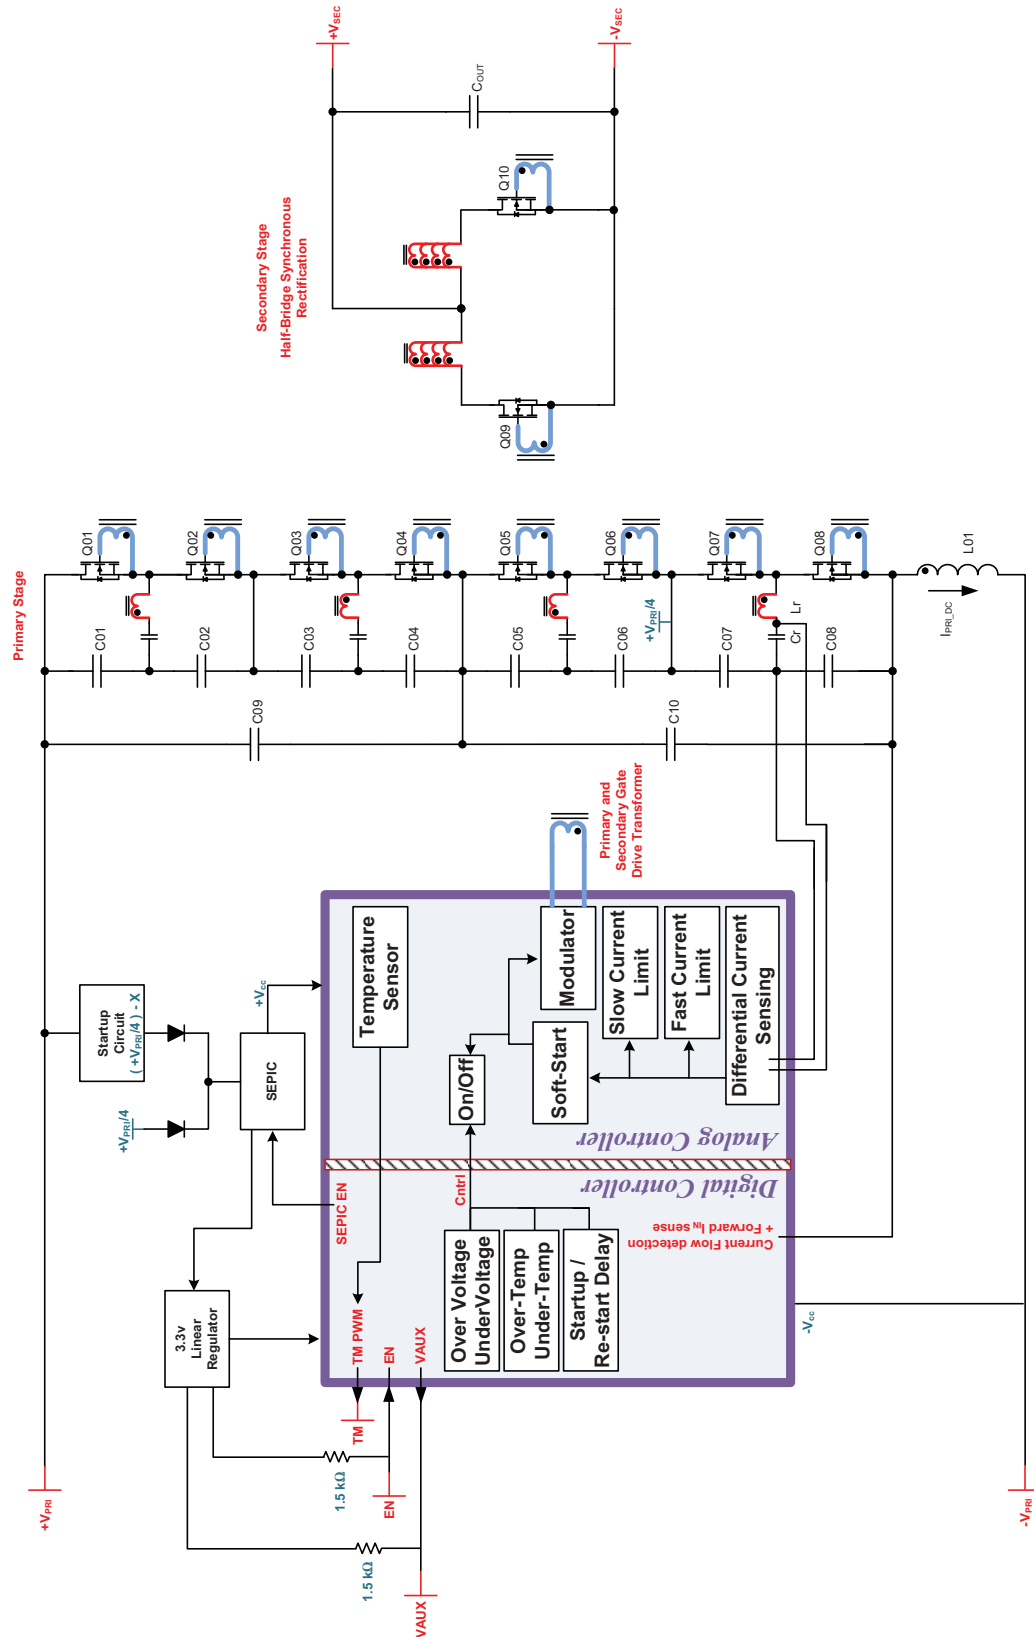 +VPRI
-VPRI
VAUX
1.5 kΩ
EN
1.5 kΩ
TM
3.3v
Linear
Regulator
TM PWM
EN
VAUX
SEPIC EN
Cntrl
Over Voltage
UnderVoltage
Over-Temp
Under-Temp
Startup /
Re-start Delay
Current Flow detection
+ Forward IIN sense
-Vcc
Digital Controller
Analog Controller
+VPRI/4
Startup
Circuit
( +VPRI/4 ) - X
SEPIC
+Vcc
Temperature
Sensor
On/Off
Soft-Start
Modulator
Slow Current
Limit
Fast Current
Limit
Differential Current
Sensing
Primary and
Secondary Gate
Drive Transformer
Primary Stage
C09
C10
C01
C02
C03
C04
C05
C06
C07
C08
+VPRI/4
Cr
Lr
Q01
Q02
Q03
Q04
Q05
Q06
Q07
Q08
IPRI_DC
L01
Secondary Stage
Half-Bridge Synchronous
Rectification
Q09
Q10
COUT
+VSEC
-VSEC